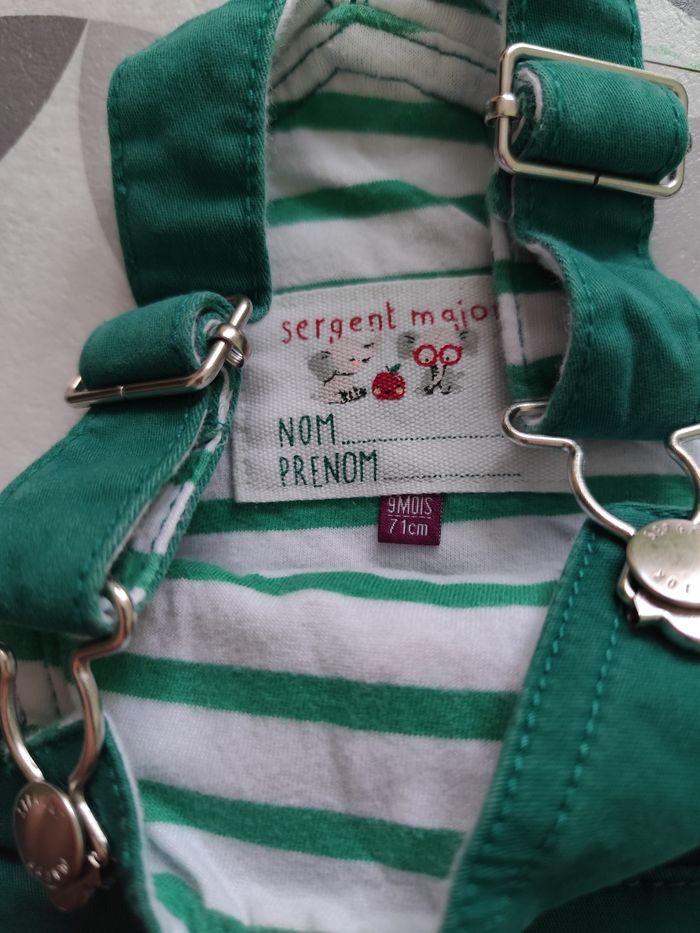 sergent major
NOM
PRENOM
9MOIS
71cm